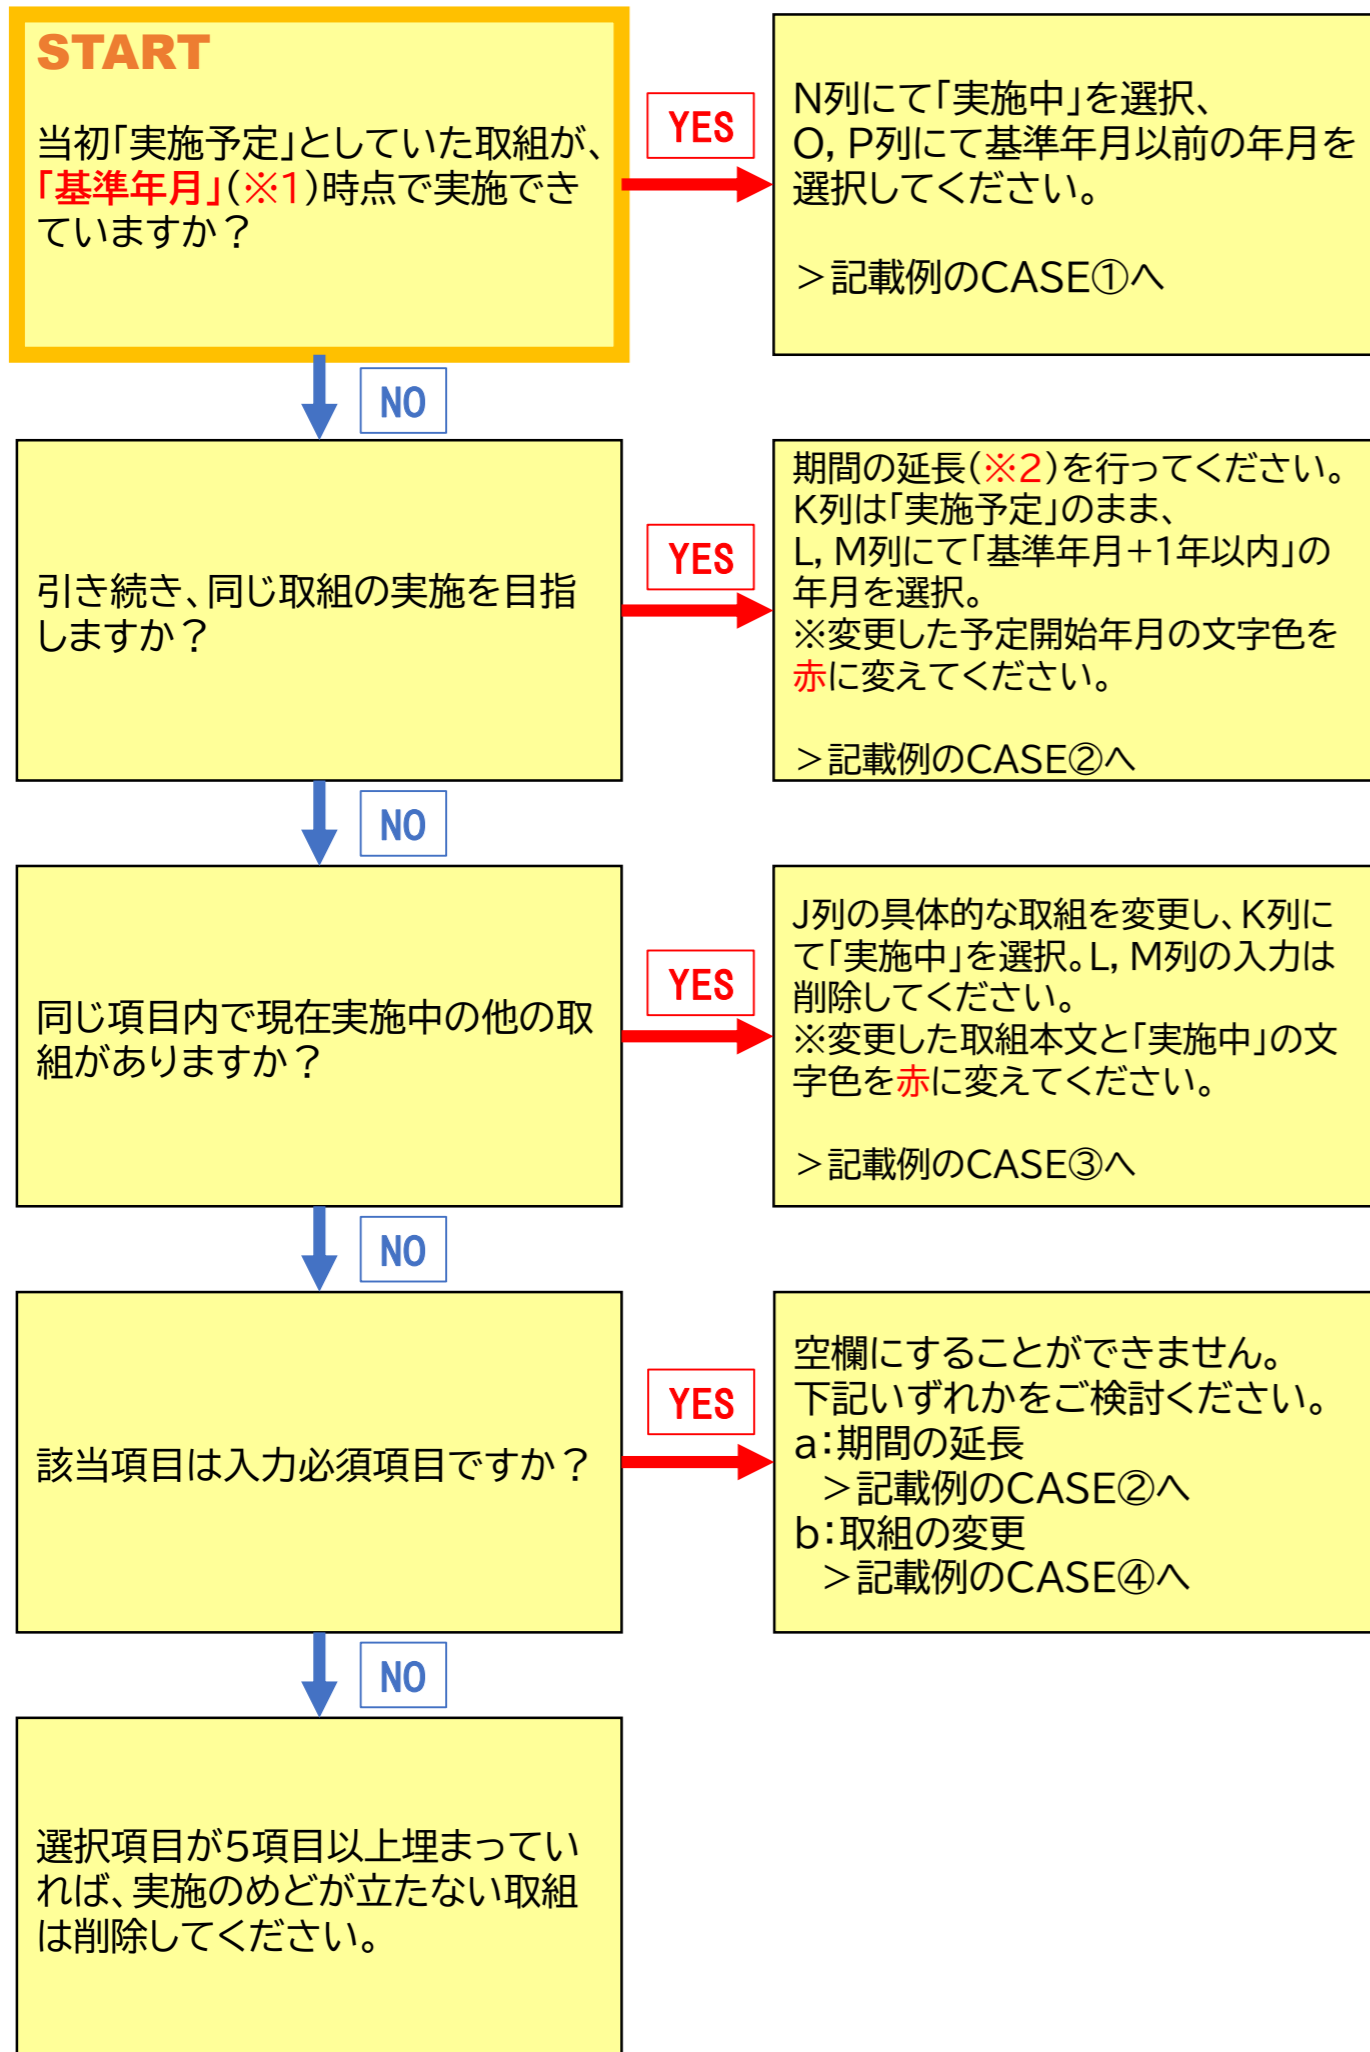 START
当初「実施予定」としていた取組が、
「基準年月」(※1)時点で実施でき
ていますか？
YES
N列にて「実施中」を選択、
O, P列にて基準年月以前の年月を
選択してください。
＞記載例のCASE①へ
NO
引き続き、同じ取組の実施を目指
しますか？
YES
期間の延長(※2)を行ってください。
K列は「実施予定」のまま、
L, M列にて「基準年月+1年以内」の
年月を選択。
※変更した予定開始年月の文字色を
赤に変えてください。
＞記載例のCASE②へ
NO
同じ項目内で現在実施中の他の取
組がありますか？
YES
J列の具体的な取組を変更し、K列に
て「実施中」を選択。L, M列の入力は
削除してください。
※変更した取組本文と「実施中」の文
字色を赤に変えてください。
＞記載例のCASE③へ
NO
該当項目は入力必須項目ですか？
YES
空欄にすることができません。
下記いずれかをご検討ください。
a：期間の延長
＞記載例のCASE②へ
b：取組の変更
＞記載例のCASE④へ
NO
選択項目が5項目以上埋まってい
れば、実施のめどが立たない取組
は削除してください。